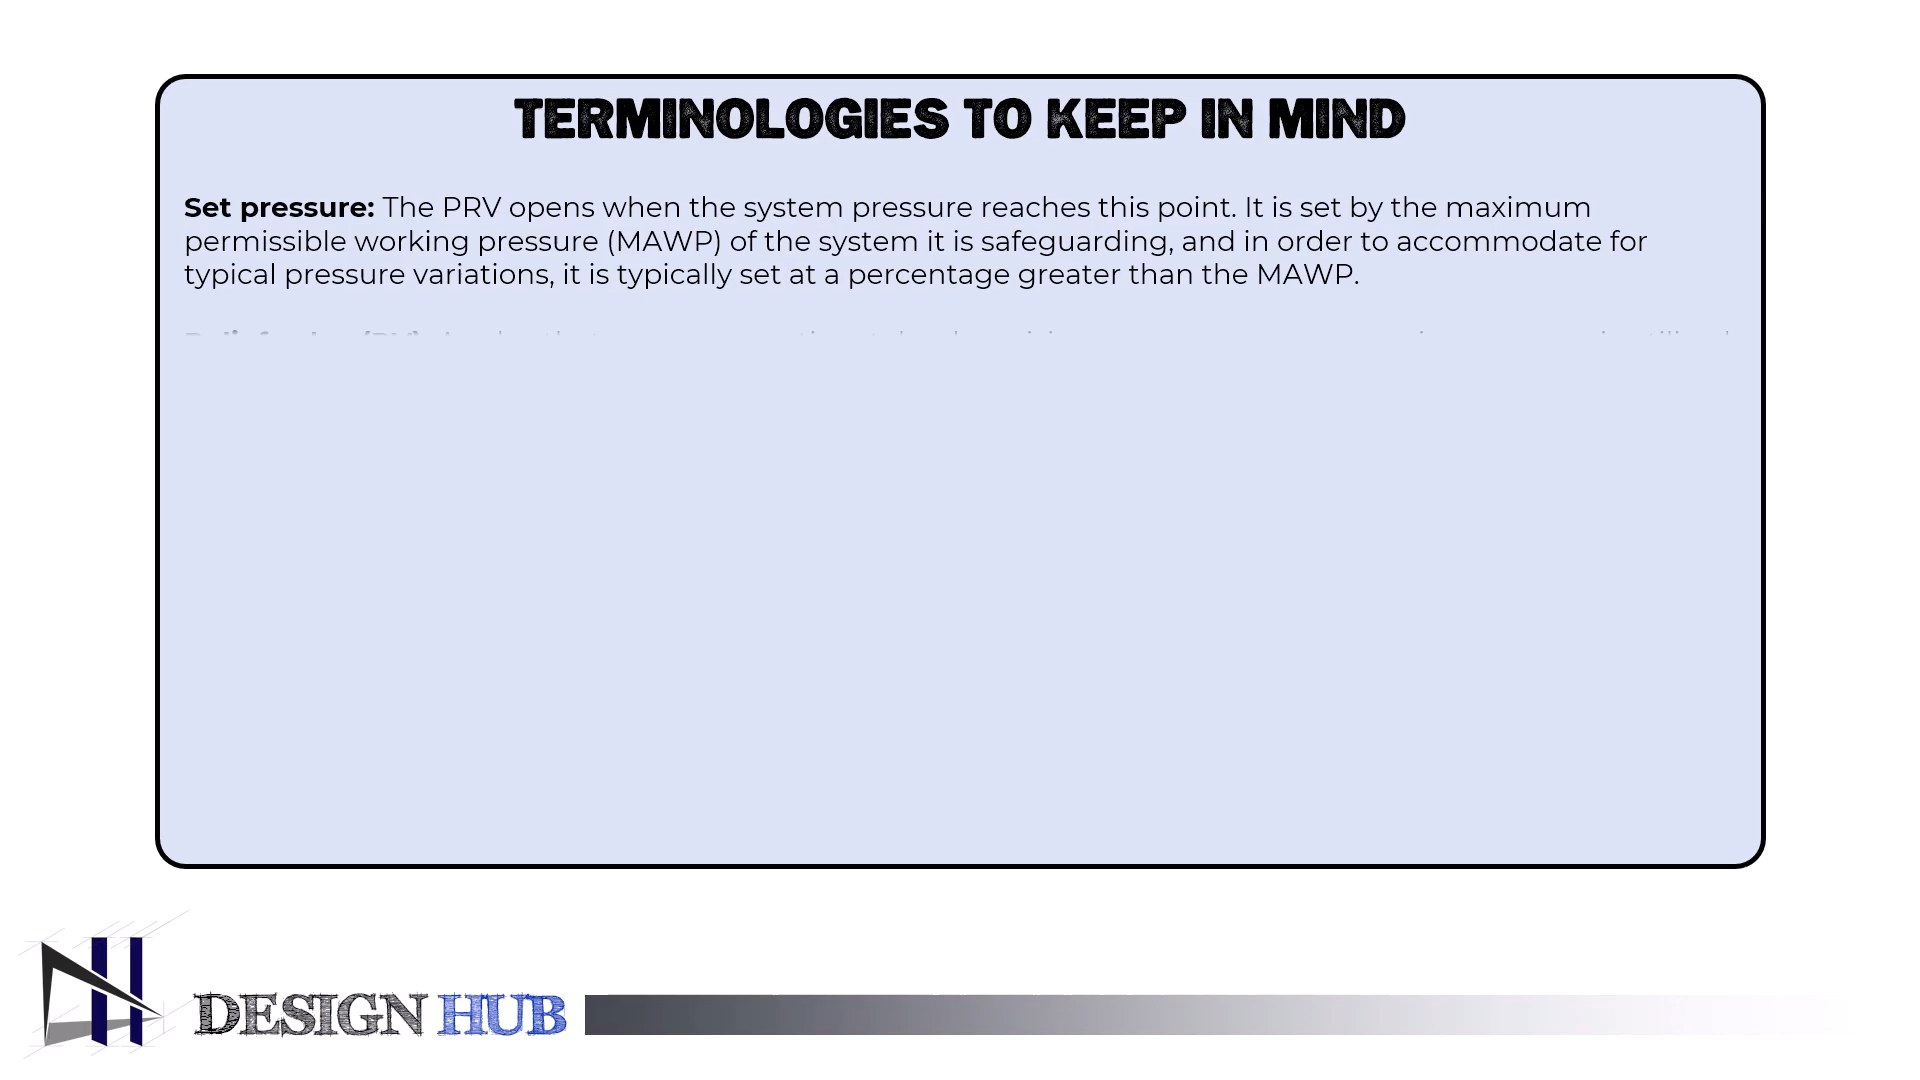 TERMINOLOGIES TO KEEP IN MIND
Set pressure: The PRV opens when the system pressure reaches this point. It is set by the maximum
permissible working pressure (MAWP) of the system it is safeguarding, and in order to accommodate for
typical pressure variations, it is typically set at a percentage greater than the MAWP.
DESIGN HUB